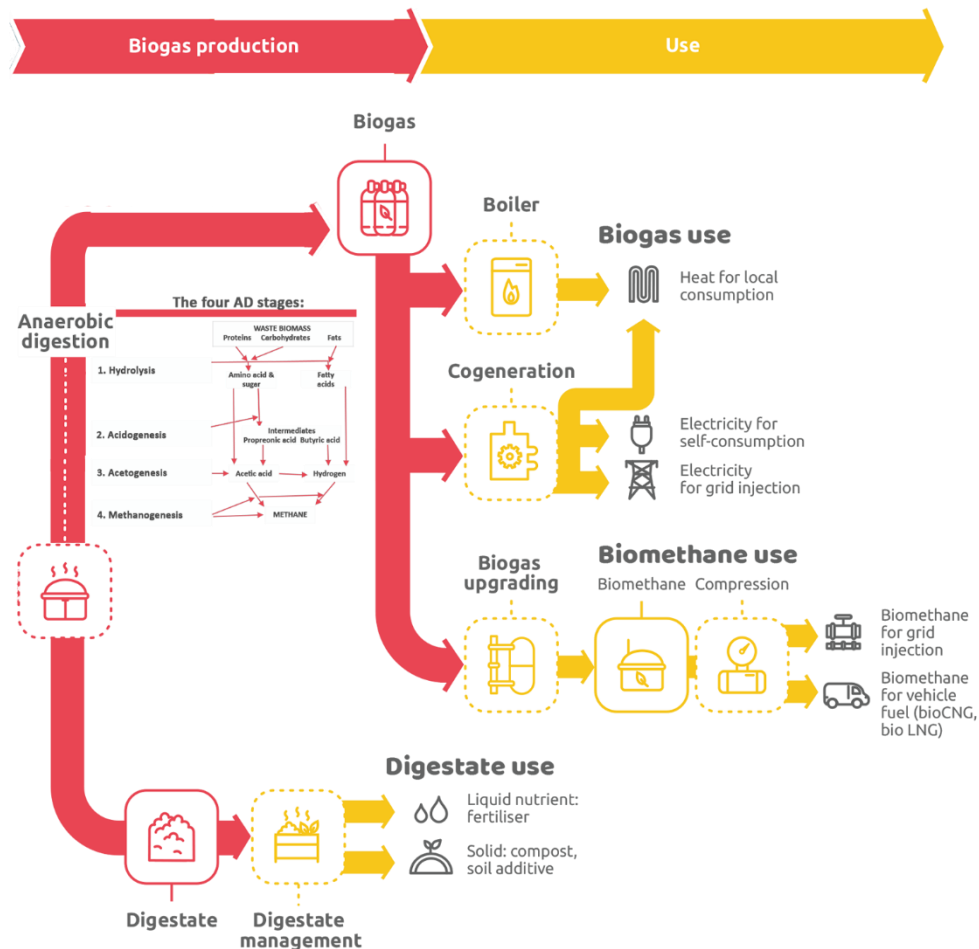 Biogas production
Use
Biogas
Boiler
Biogas use
Heat for local
consumption
Anaerobic
digestion
The four AD stages:
WASTE BIOMASS
Proteins Carbohydrates Fats
1. Hydrolysis
Amino acid &
sugar
Fatty
acids
2. Acidogenesis
Intermediates
Propreonic acid Butyric acid
3. Acetogenesis
Acetic acid
Hydrogen
4. Methanogenesis
METHANE
Cogeneration
Electricity for
self-consumption
Electricity
for grid injection
Biogas
upgrading
Biomethane use
Biomethane
Compression
Biomethane
for grid
injection
Biomethane
for vehicle
fuel (bioCNG,
bio LNG)
Digestate use
Liquid nutrient:
fertiliser
Solid: compost,
soil additive
Digestate
Digestate
management